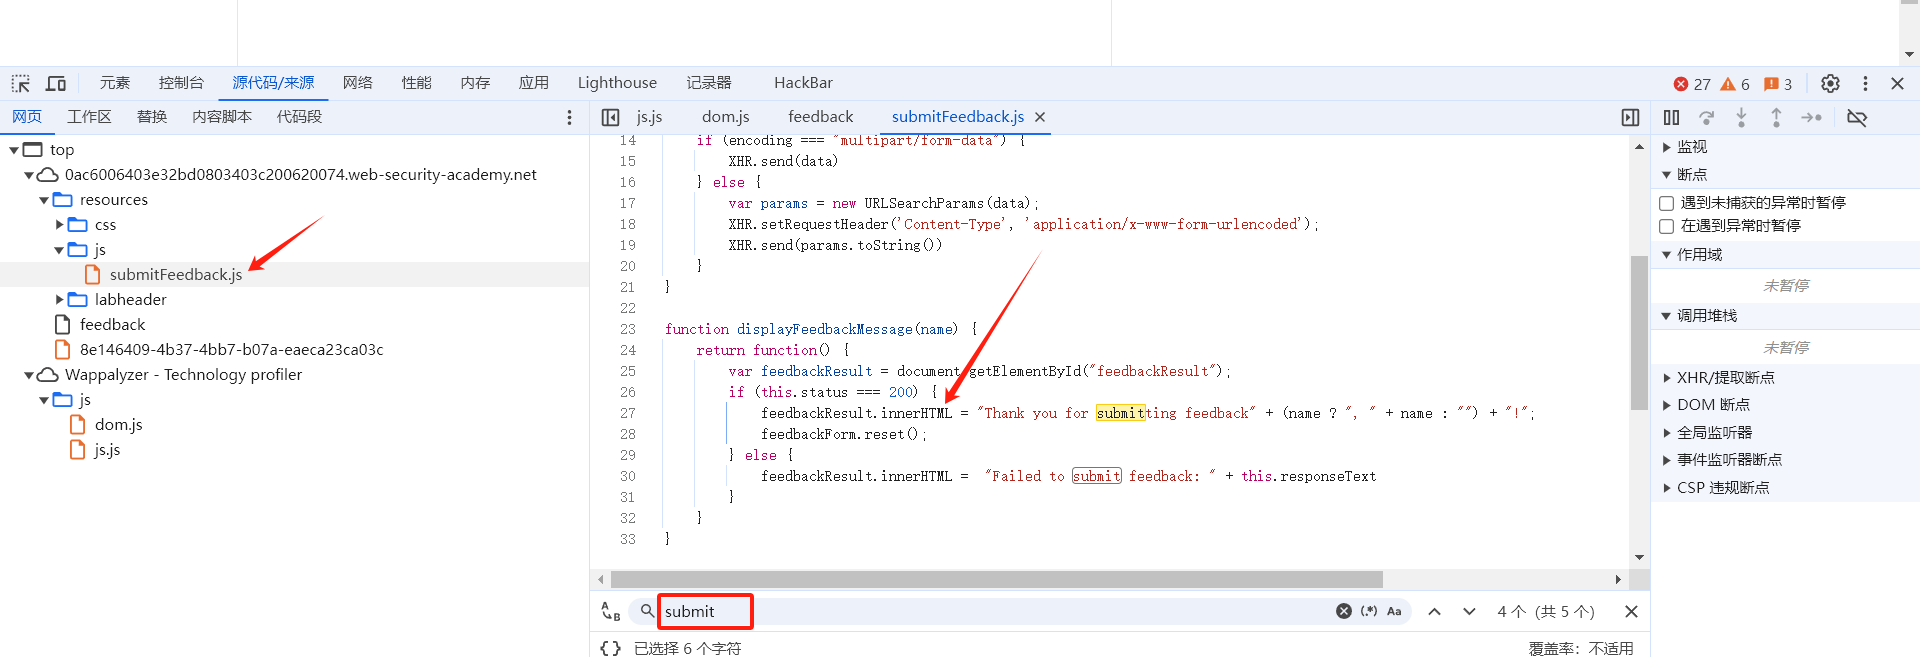 元素 控制台 源代码/来源 网络 性能 内存 应用 Lighthouse 记录器 HackBar 27 6 3
网页 工作区 替换 内容脚本 代码段
top
0ac6006403e32bd0803403c200620074.web-security-academy.net
resources
css
js
submitFeedback.js
labheader
feedback
8e146409-4b37-4bb7-b07a-eaeca23ca03c
Wappalyzer - Technology profiler
js
dom.js
js.js
js.js dom.js feedback submitFeedback.js
14 if (encoding === "multipart/form-data") {
15 XHR.send(data)
16 } else {
17 var params = new URLSearchParams(data);
18 XHR.setRequestHeader('Content-Type', 'application/x-www-form-urlencoded');
19 XHR.send(params.toString())
20 }
21 }
22
23 function displayFeedbackMessage(name) {
24 return function() {
25 var feedbackResult = document.getElementById("feedbackResult");
26 if (this.status === 200) {
27 feedbackResult.innerHTML = "Thank you for submitting feedback" + (name ? ", " + name : "") + "!";
28 feedbackForm.reset();
29 } else {
30 feedbackResult.innerHTML = "Failed to submit feedback: " + this.responseText
31 }
32 }
33 }
A B submit (.*) Aa 4 个 (共 5 个)
{} 已选择 6 个字符 覆盖率：不适用
监视
断点
遇到未捕获的异常时暂停
在遇到异常时暂停
作用域
未暂停
调用堆栈
未暂停
XHR/提取断点
DOM 断点
全局监听器
事件监听器断点
CSP 违规断点